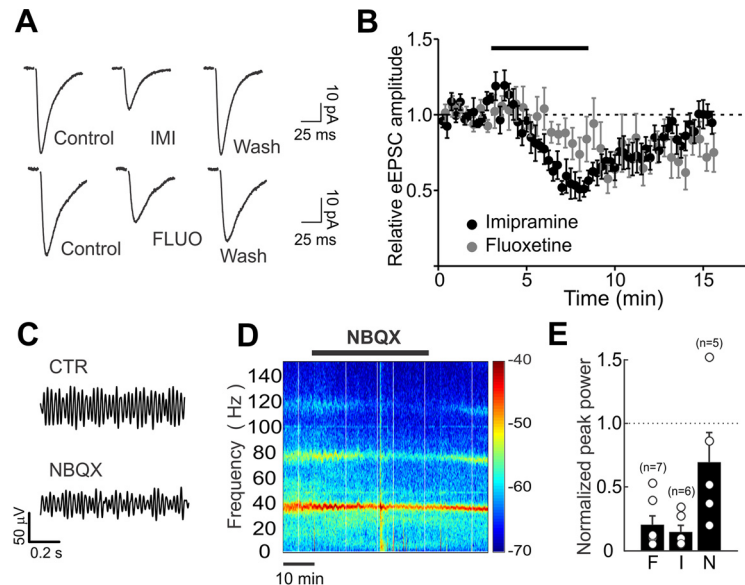 A
Control
IMI
Wash
10 pA
25 ms
Control
FLUO
Wash
10 pA
25 ms
B
Relative eEPSC amplitude
1.5
1.0
0.5
Imipramine
Fluoxetine
0
5
10
15
Time (min)
C
CTR
NBQX
50 μV
0.2 s
D
NBQX
Frequency ( Hz )
140
120
100
80
60
40
20
0
-40
-50
-60
-70
10 min
E
Normalized peak power
1.5
1.0
0.5
0
(n=7)
(n=6)
(n=5)
F I N